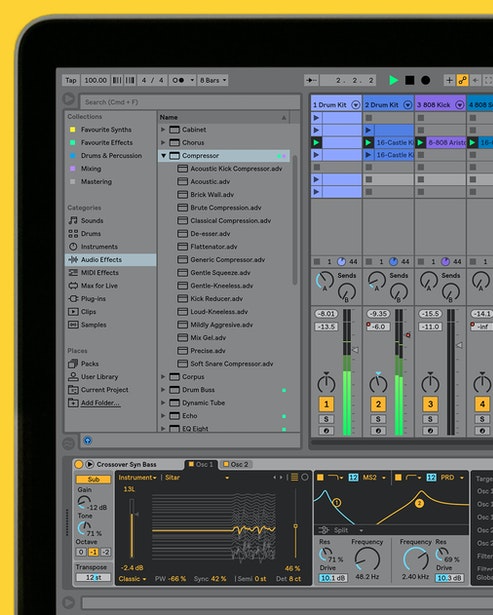 Tap 100.00 4 / 4 8 Bars 2. 2. 2
Search (Cmd + F)
Collections
Favourite Synths
Favourite Effects
Drums & Percussion
Mixing
Mastering
Categories
Sounds
Drums
Instruments
Audio Effects
MIDI Effects
Max for Live
Plug-ins
Clips
Samples
Places
Packs
User Library
Current Project
Add Folder...
Name
Cabinet
Chorus
Compressor
Acoustic Kick Compressor.adv
Acoustic.adv
Brick Wall.adv
Brute Compression.adv
Classical Compression.adv
De-esser.adv
Flattenator.adv
Generic Compressor.adv
Gentle Squeeze.adv
Gentle-Kneeless.adv
Kick Reducer.adv
Loud-Kneeless.adv
Mildly Aggresive.adv
Mix Gel.adv
Precise.adv
Soft Snare Compressor.adv
Corpus
Drum Buss
Dynamic Tube
Echo
EQ Eight
1 Drum Kit 2 Drum Kit 3 808 Kick 4 808 S
16-Castle K 8-808 Aristo 16-
16-Castle K
1 44 1 44 1 44 1
Sends Sends Sends Sen
A A A A
B B B
-8.01 -9.35 -15.5 -14.1
-13.5 -6.0 -11.0 -inf
1 2 3 4
S S S S
Crossover Syn Bass Osc 1 Osc 2
Sub
Gain
-12 dB
Tone
71 %
Octave
0 -1 -2
Transpose
12 st
Instrument Sitar
13L
-2.4 dB 46 %
Classic PW -66 % Sync 42 % Semi 0 st Det 8 ct
12 MS2 12 PRD
1 2
Split
Res Frequency Frequency Res
71 % 69 %
Drive Drive
10.1 dB 48.2 Hz 2.40 kHz 10.3 dB
Targe
Osc 1
Osc
Filte
Filte
Globa